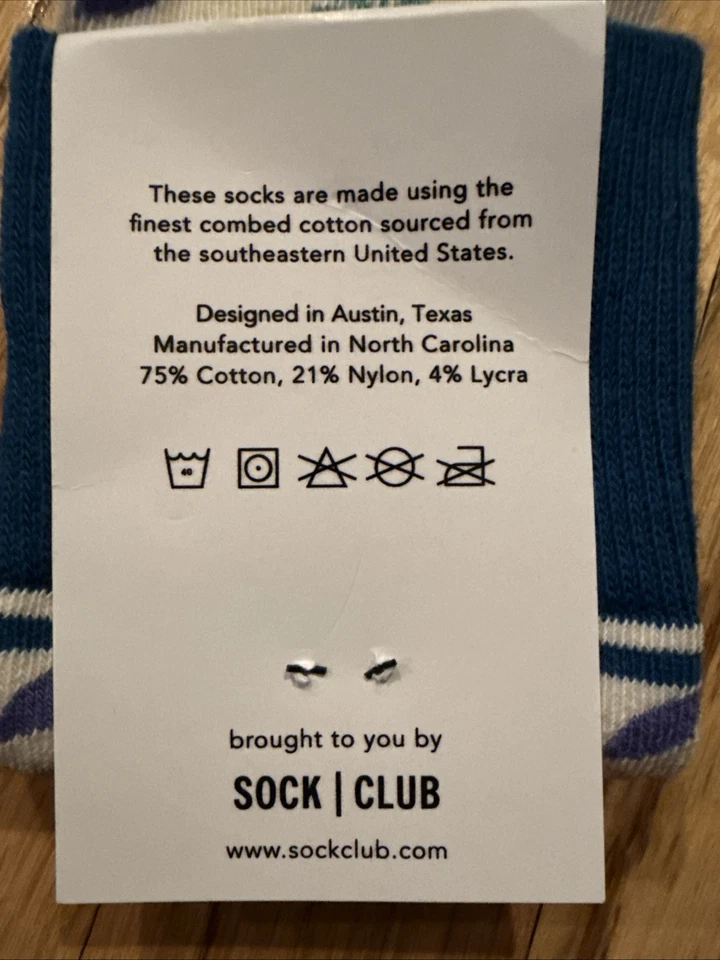 These socks are made using the
finest combed cotton sourced from
the southeastern United States.
Designed in Austin, Texas
Manufactured in North Carolina
75% Cotton, 21% Nylon, 4% Lycra
40
brought to you by
SOCK | CLUB
www.sockclub.com